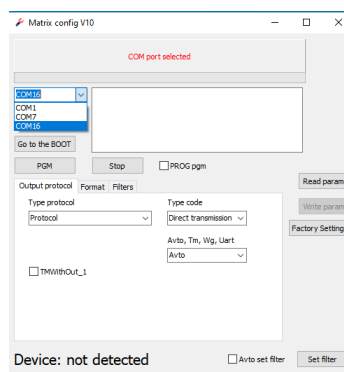 Matrix config V10
COM port selected
COM16
COM1
COM7
COM16
Go to the BOOT
PGM Stop PROG pgm
Read param
Output protocol Format Filters
Type protocol Type code
Write param
Protocol Direct transmission
Factory Setting
Avto, Tm, Wg, Uart
Avto
TMWithOut_1
Device: not detected Avto set filter Set filter